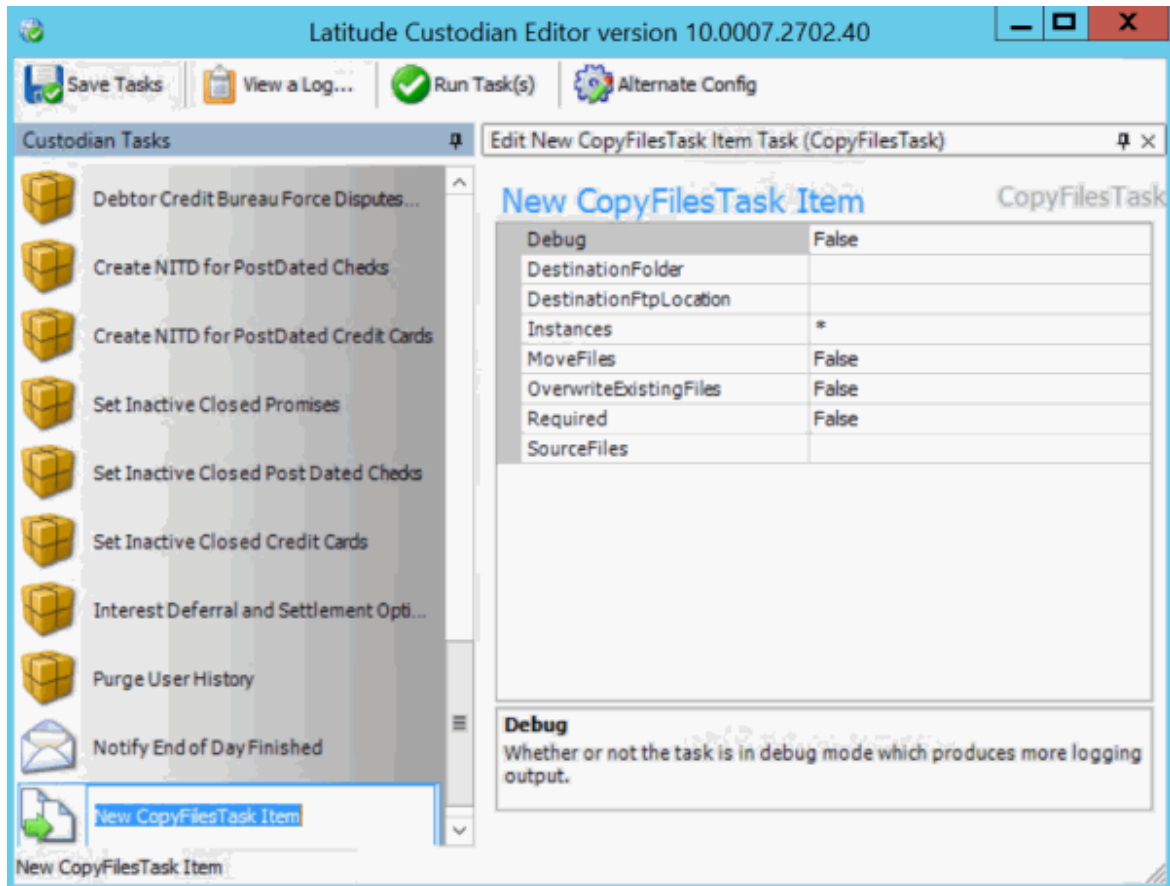 Latitude Custodian Editor version 10.0007.2702.40
Save Tasks View a Log... Run Task(s) Alternate Config
Custodian Tasks
Debtor Credit Bureau Force Disputes...
Create NITD for PostDated Checks
Create NITD for PostDated Credit Cards
Set Inactive Closed Promises
Set Inactive Closed Post Dated Checks
Set Inactive Closed Credit Cards
Interest Deferral and Settlement Opti...
Purge User History
Notify End of Day Finished
New CopyFilesTask Item
New CopyFilesTask Item
Edit New CopyFilesTask Item Task (CopyFilesTask)
New CopyFilesTask Item CopyFilesTask
Debug False
DestinationFolder
DestinationFtpLocation
Instances *
MoveFiles False
OverwriteExistingFiles False
Required False
SourceFiles
Debug
Whether or not the task is in debug mode which produces more logging
output.